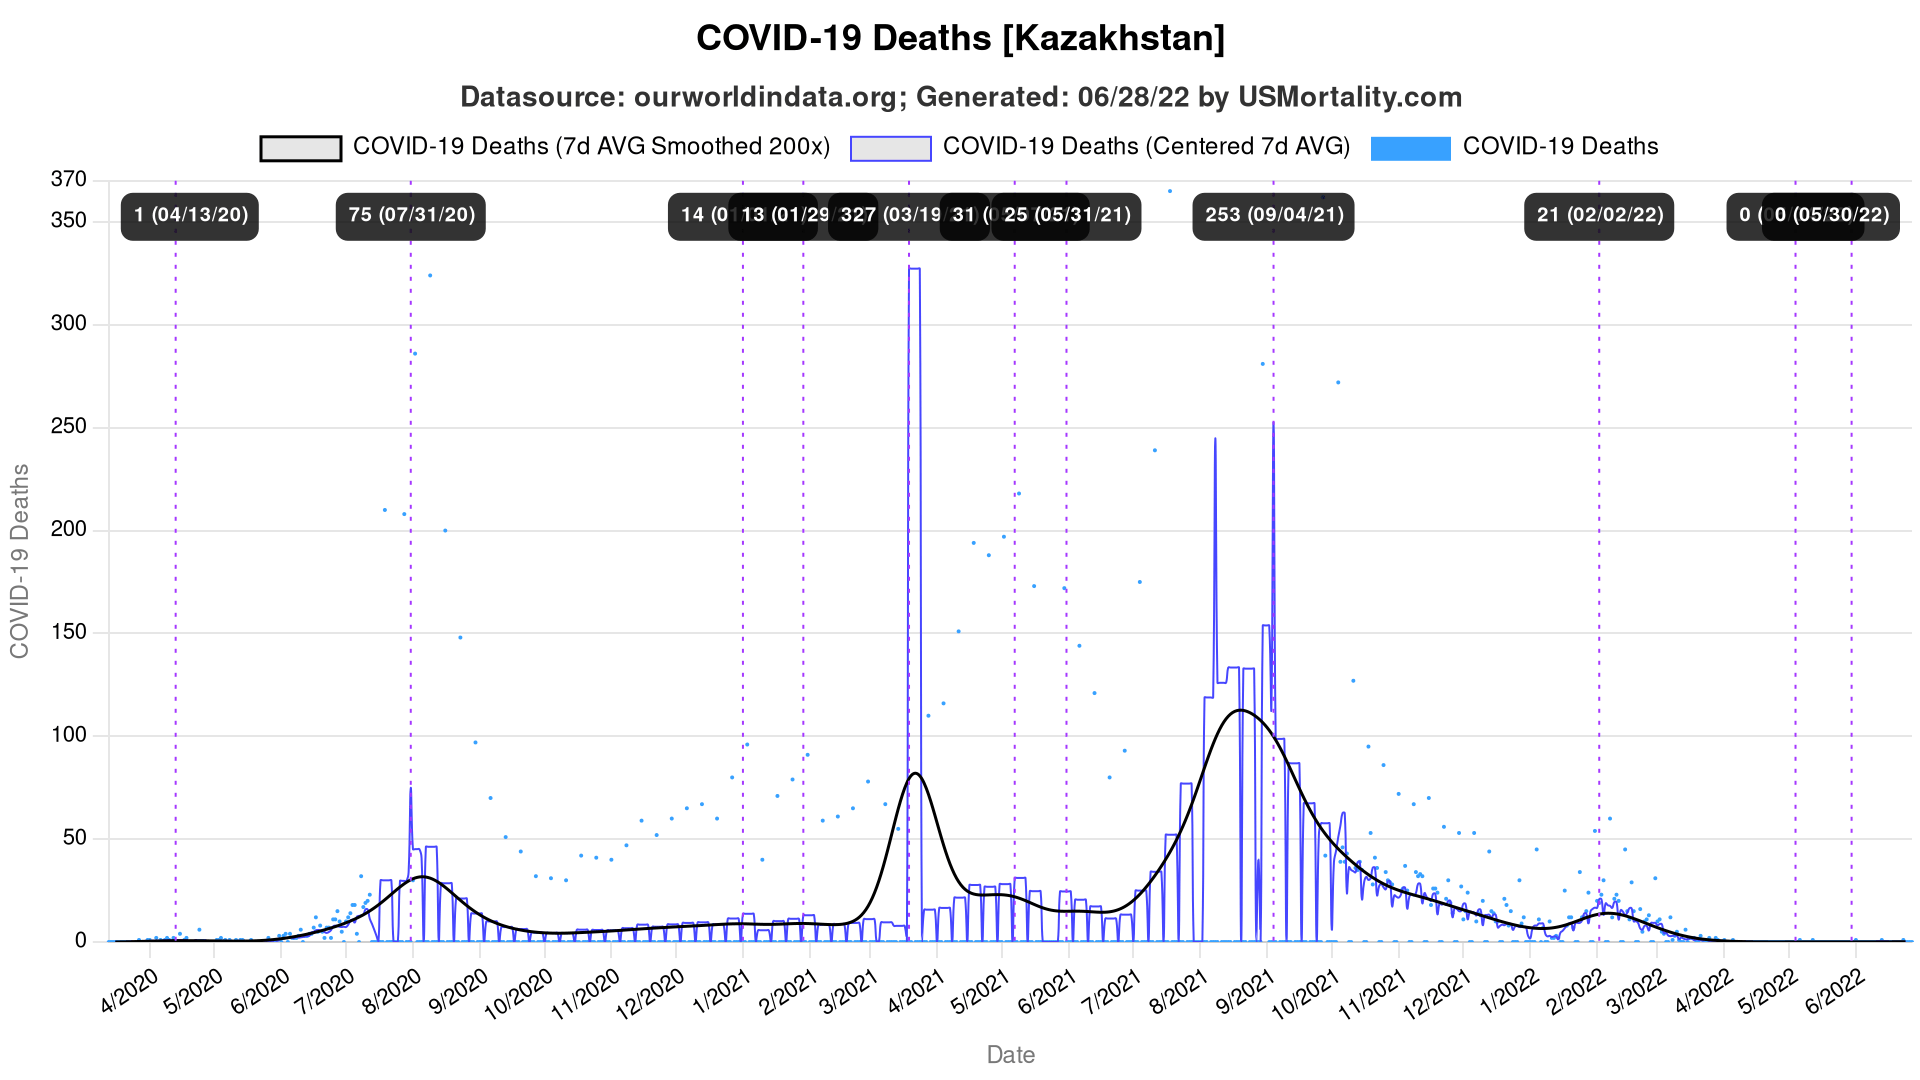 COVID-19 Deaths [Kazakhstan]
Datasource: ourworldindata.org; Generated: 06/28/22 by USMortality.com
COVID-19 Deaths (7d AVG Smoothed 200x) COVID-19 Deaths (Centered 7d AVG) COVID-19 Deaths
370
350
300
250
200
150
100
50
0
1 (04/13/20) 75 (07/31/20) 14 13 (01/29 327 (03/19 31 25 (05/31/21) 253 (09/04/21) 21 (02/02/22) 0 0 (05/30/22)
COVID-19 Deaths
4/2020 5/2020 6/2020 7/2020 8/2020 9/2020 10/2020 11/2020 12/2020 1/2021 2/2021 3/2021 4/2021 5/2021 6/2021 7/2021 8/2021 9/2021 10/2021 11/2021 12/2021 1/2022 2/2022 3/2022 4/2022 5/2022 6/2022
Date